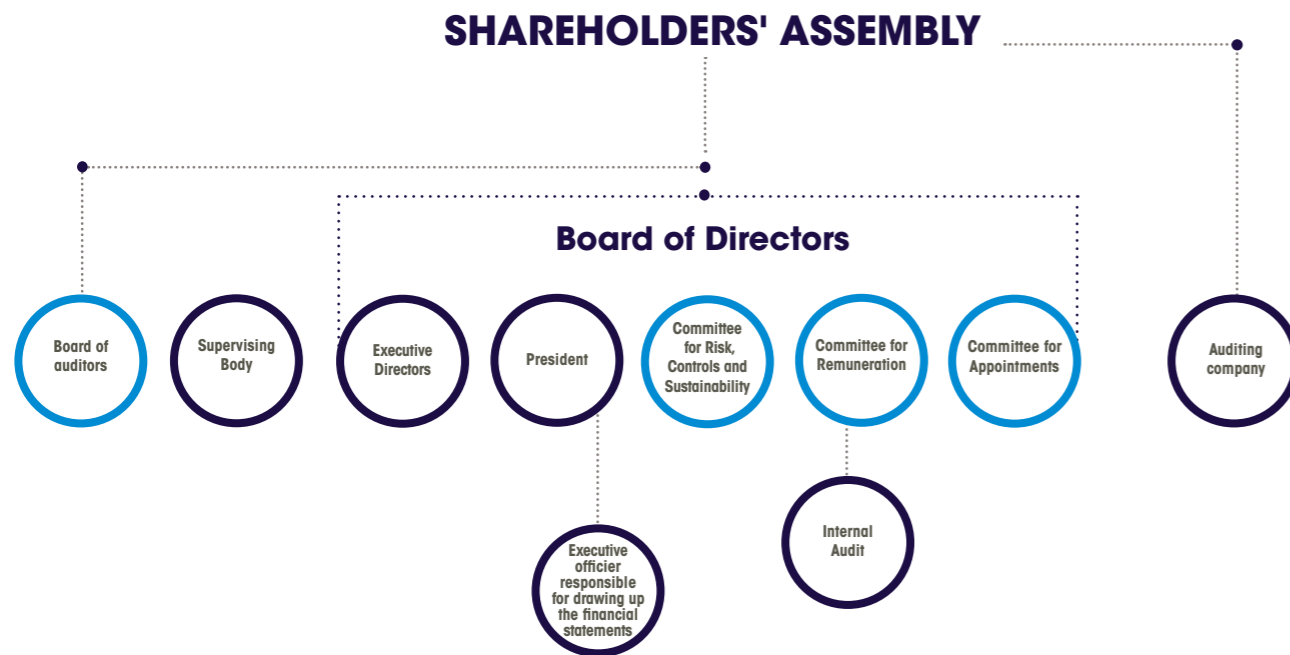 SHAREHOLDERS' ASSEMBLY
Board of Directors
Board of
auditors
Supervising
Body
Executive
Directors
President
Committee
for Risk,
Controls and
Sustainability
Committee for
Remuneration
Committee for
Appointments
Auditing
company
Executive
officier
responsible
for drawing up
the financial
statements
Internal
Audit